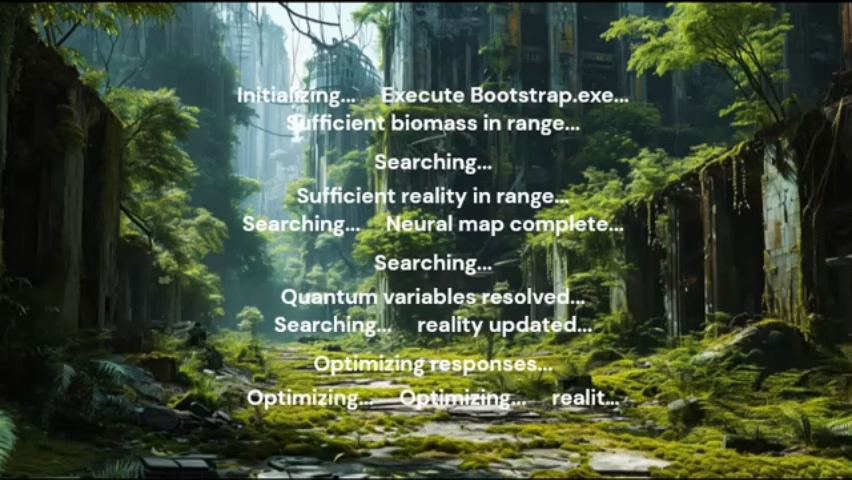 Initializing... Execute Bootstrap.exe...
Sufficient biomass in range...
Searching...
Sufficient reality in range...
Searching... Neural map complete...
Searching...
Quantum variables resolved...
Searching... reality updated...
Optimizing responses...
Optimizing... Optimizing... realit...